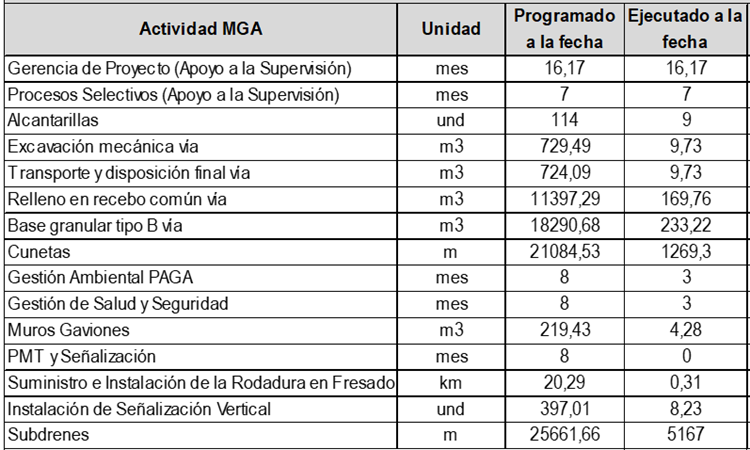 Actividad MGA Unidad Programado a la fecha Ejecutado a la fecha
Gerencia de Proyecto (Apoyo a la Supervisión) mes 16,17 16,17
Procesos Selectivos (Apoyo a la Supervisión) mes 7 7
Alcantarillas und 114 9
Excavación mecánica vía m3 729,49 9,73
Transporte y disposición final vía m3 724,09 9,73
Relleno en recebo común vía m3 11397,29 169,76
Base granular tipo B vía m3 18290,68 233,22
Cunetas m 21084,53 1269,3
Gestión Ambiental PAGA mes 8 3
Gestión de Salud y Seguridad mes 8 3
Muros Gaviones m3 219,43 4,28
PMT y Señalización mes 8 0
Suministro e Instalación de la Rodadura en Fresado km 20,29 0,31
Instalación de Señalización Vertical und 397,01 8,23
Subdrenes m 25661,66 5167